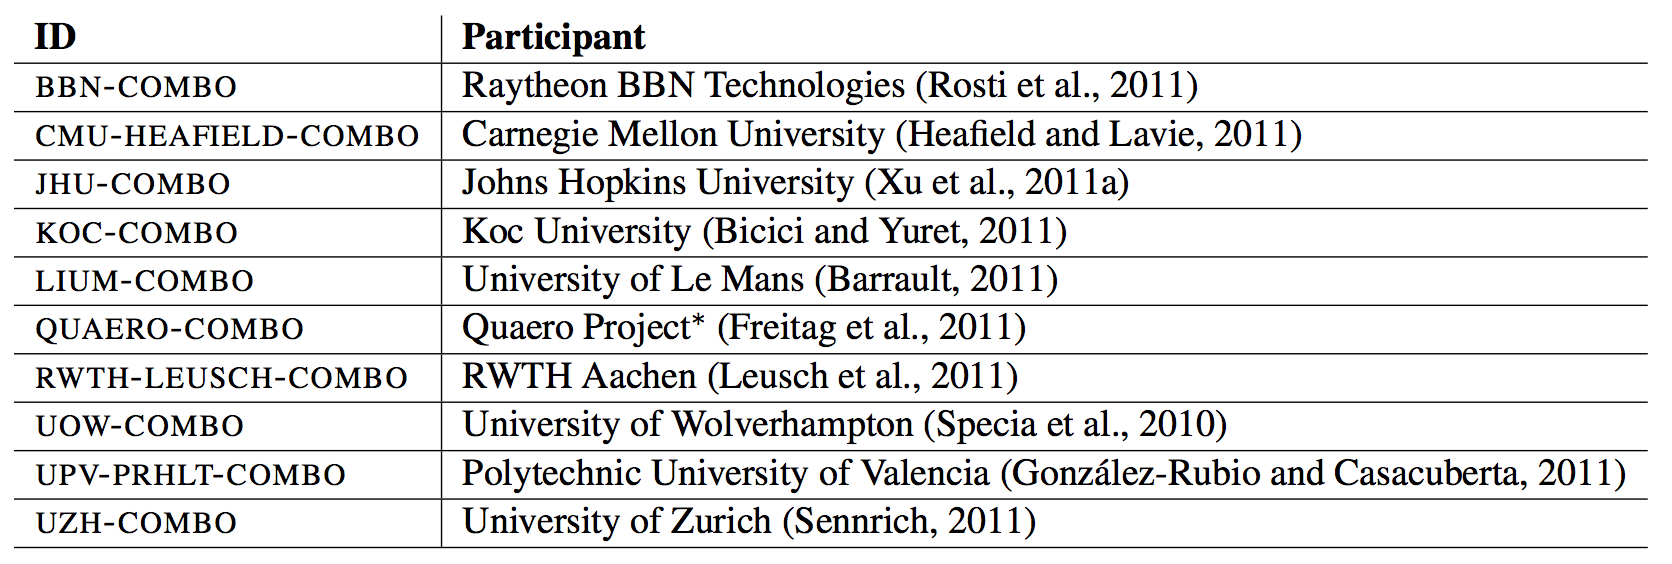 ID Participant
BBN-COMBO Raytheon BBN Technologies (Rosti et al., 2011)
CMU-HEAFIELD-COMBO Carnegie Mellon University (Heafield and Lavie, 2011)
JHU-COMBO Johns Hopkins University (Xu et al., 2011a)
KOC-COMBO Koc University (Bicici and Yuret, 2011)
LIUM-COMBO University of Le Mans (Barrault, 2011)
QUAERO-COMBO Quaero Project* (Freitag et al., 2011)
RWTH-LEUSCH-COMBO RWTH Aachen (Leusch et al., 2011)
UOW-COMBO University of Wolverhampton (Specia et al., 2010)
UPV-PRHLT-COMBO Polytechnic University of Valencia (González-Rubio and Casacuberta, 2011)
UZH-COMBO University of Zurich (Sennrich, 2011)